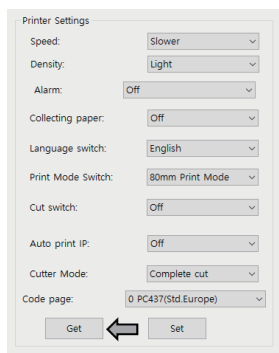 Printer Settings
Speed: Slower
Density: Light
Alarm: Off
Collecting paper: Off
Language switch: English
Print Mode Switch: 80mm Print Mode
Cut switch: Off
Auto print IP: Off
Cutter Mode: Complete cut
Code page: 0 PC437(Std.Europe)
Get Set